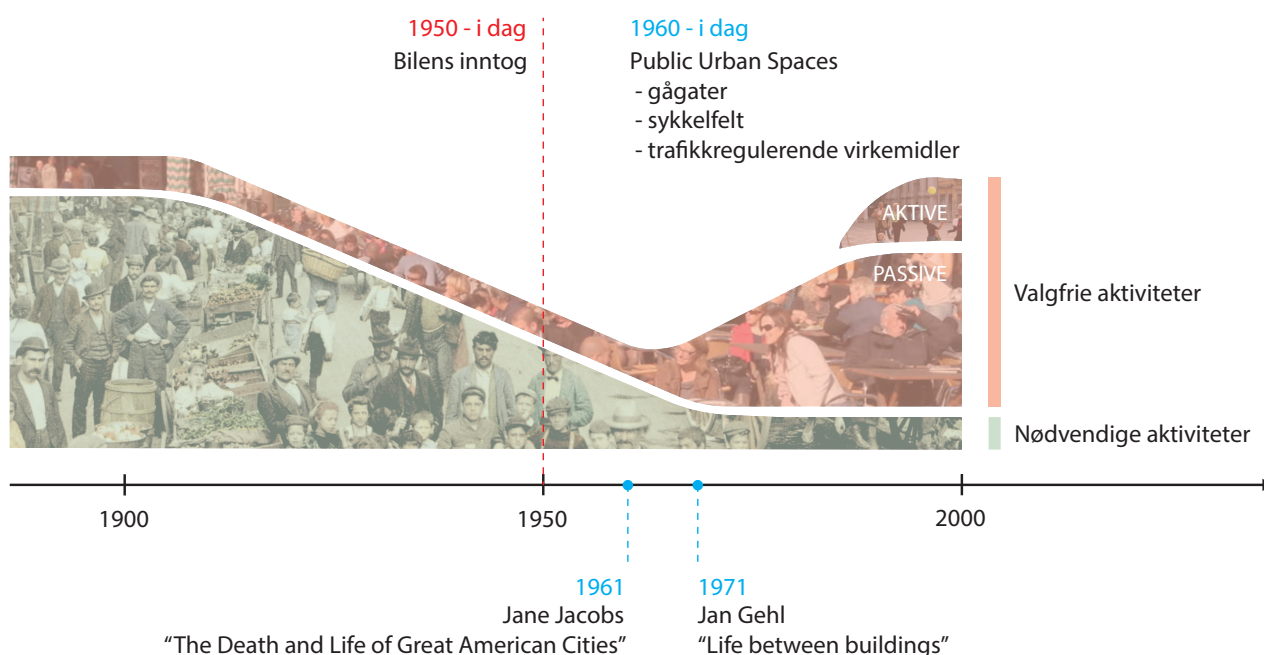 1950 - i dag
Bilens inntog
1960 - i dag
Public Urban Spaces
- gågater
- sykkelfelt
- trafikkregulerende virkemidler
AKTIVE
PASSIVE
Valgfrie aktiviteter
Nødvendige aktiviteter
1900
1950
2000
1961
Jane Jacobs
“The Death and Life of Great American Cities”
1971
Jan Gehl
“Life between buildings”